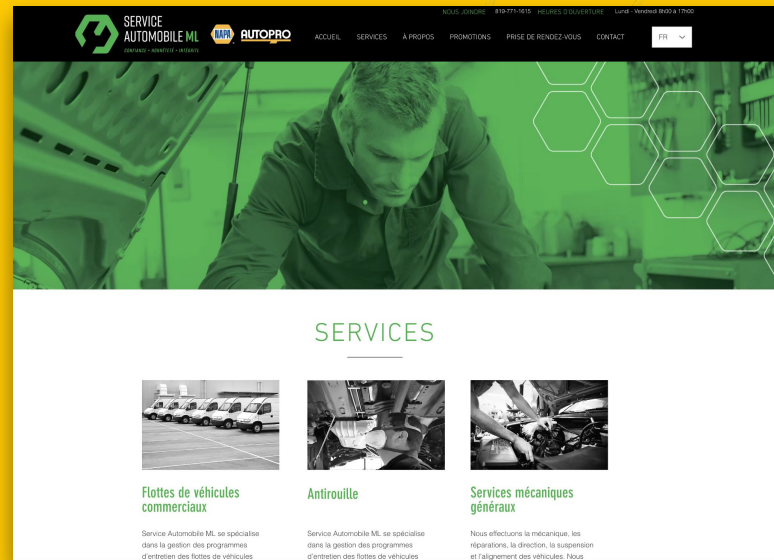 NOUS JOINDRE 819-771-1615 HEURES D'OUVERTURE Lundi - Vendredi 8h00 à 17h00
SERVICE
AUTOMOBILE ML
CONFIANCE • HONNÊTETÉ • INTÉGRITÉ
NAPA AUTOPRO
ACCUEIL SERVICES À PROPOS PROMOTIONS PRISE DE RENDEZ-VOUS CONTACT FR
SERVICES
Flottes de véhicules
commerciaux
Service Automobile ML se spécialise
dans la gestion des programmes
d'entretien des flottes de véhicules
Antirouille
Service Automobile ML se spécialise
dans la gestion des programmes
d'entretien des flottes de véhicules
Services mécaniques
généraux
Nous effectuons la mécanique, les
réparations, la direction, la suspension
et l'alignement des véhicules. Nous